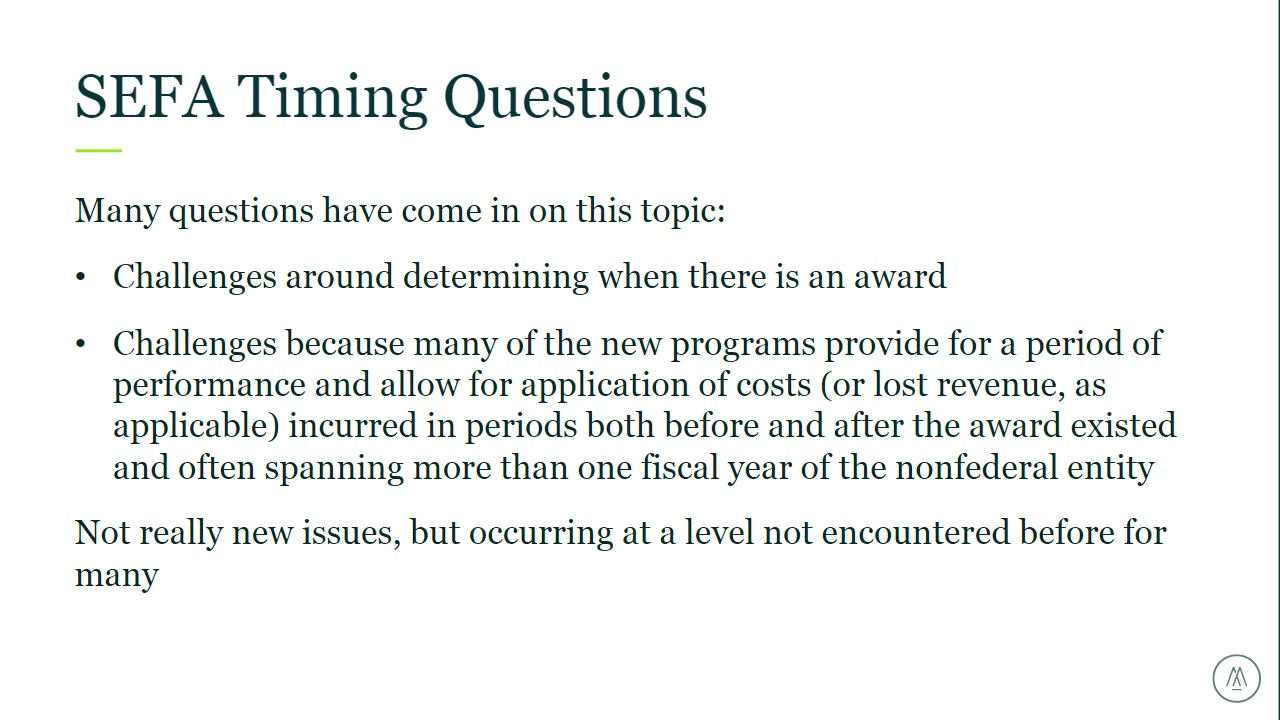 SEFA Timing Questions
Many questions have come in on this topic:
• Challenges around determining when there is an award
• Challenges because many of the new programs provide for a period of
performance and allow for application of costs (or lost revenue, as
applicable) incurred in periods both before and after the award existed
and often spanning more than one fiscal year of the nonfederal entity
Not really new issues, but occurring at a level not encountered before for
many